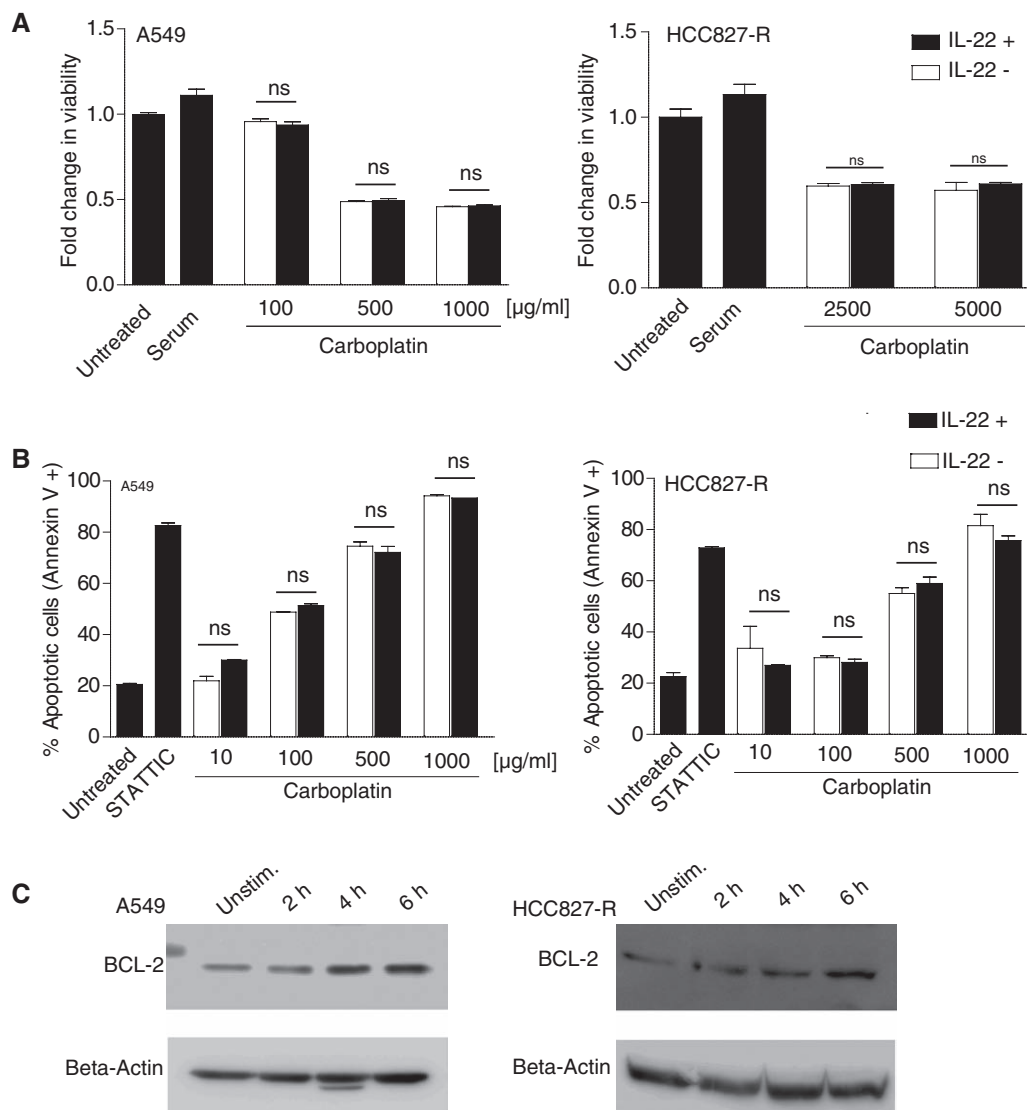 A
A549
HCC827-R
IL-22 +
IL-22 -
Fold change in viability
1.5
1.0
0.5
0.0
ns
ns
ns
Untreated
Serum
100
500
1000
[µg/ml]
Carboplatin
Fold change in viability
1.5
1.0
0.5
0.0
ns
ns
Untreated
Serum
2500
5000
Carboplatin
B
A549
HCC827-R
IL-22 +
IL-22 -
% Apoptotic cells (Annexin V +)
100
80
60
40
20
0
ns
ns
ns
ns
Untreated
STATTIC
10
100
500
1000
[µg/ml]
Carboplatin
% Apoptotic cells (Annexin V +)
100
80
60
40
20
0
ns
ns
ns
ns
Untreated
STATTIC
10
100
500
1000
Carboplatin
C
A549
Unstim.
2 h
4 h
6 h
BCL-2
Beta-Actin
HCC827-R
Unstim.
2 h
4 h
6 h
BCL-2
Beta-Actin